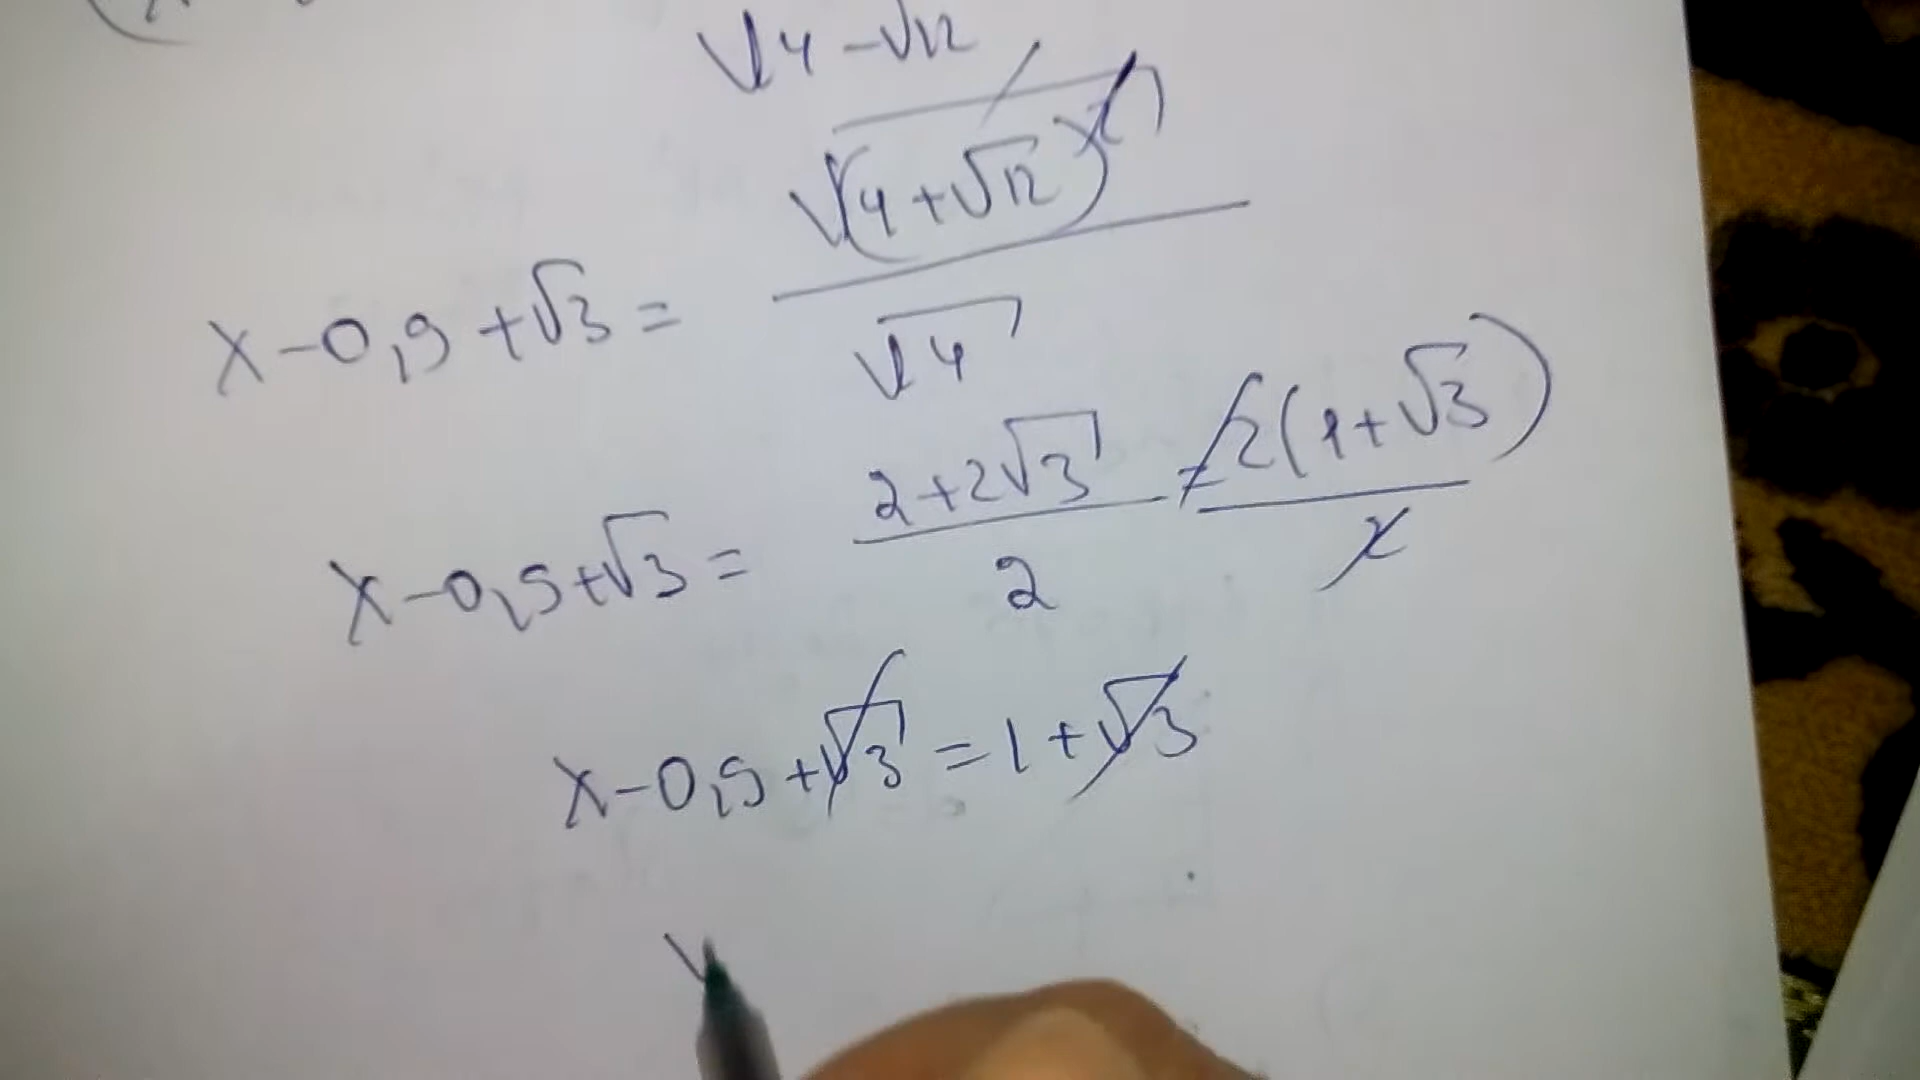 √4 - √12
x - 0,5 + √3 = √(4 + √12)² / √4
x - 0,5 + √3 = 2 + 2√3 / 2 = 2(1 + √3) / 2
x - 0,5 + √3 = 1 + √3